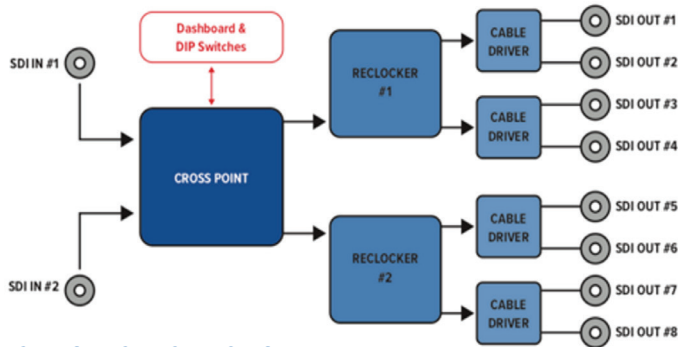 Dashboard &
DIP Switches
SDI IN #1
CROSS POINT
SDI IN #2
RECLOCKER
#1
RECLOCKER
#2
CABLE
DRIVER
CABLE
DRIVER
CABLE
DRIVER
CABLE
DRIVER
SDI OUT #1
SDI OUT #2
SDI OUT #3
SDI OUT #4
SDI OUT #5
SDI OUT #6
SDI OUT #7
SDI OUT #8